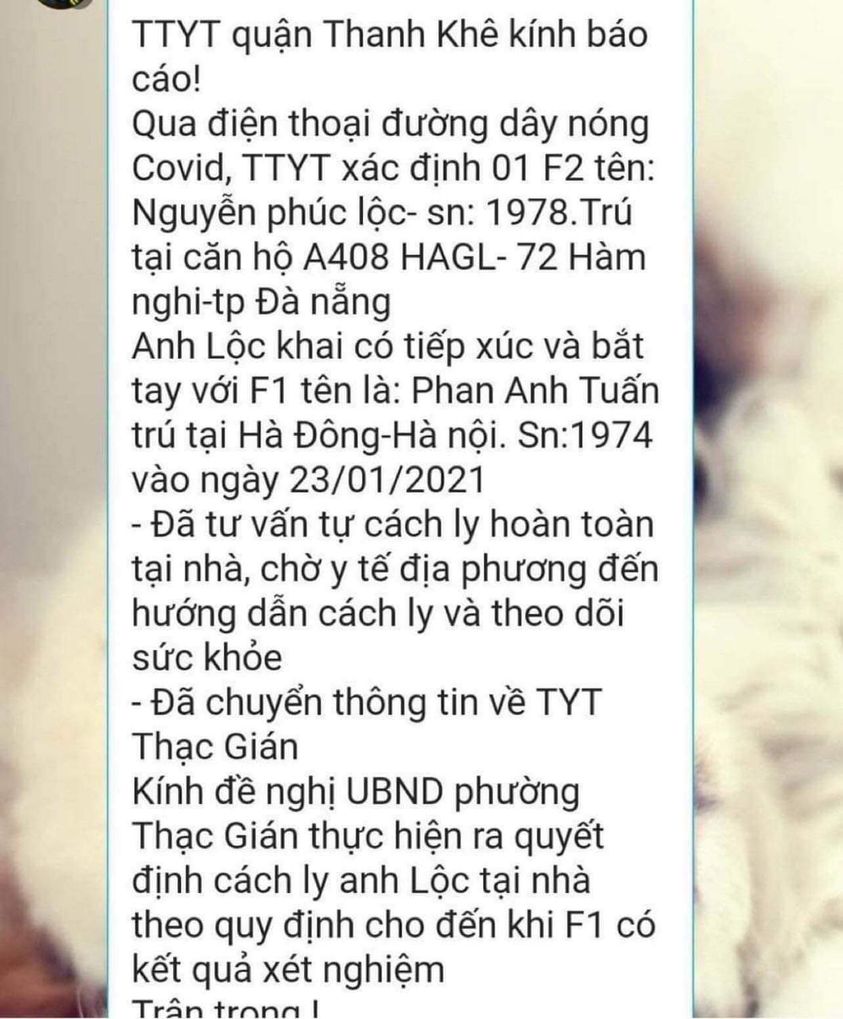 TTYT quận Thanh Khê kính báo
cáo!
Qua điện thoại đường dây nóng
Covid, TTYT xác định 01 F2 tên:
Nguyễn phúc lộc- sn: 1978.Trú
tại căn hộ A408 HAGL- 72 Hàm
nghi-tp Đà nẵng
Anh Lộc khai có tiếp xúc và bắt
tay với F1 tên là: Phan Anh Tuấn
trú tại Hà Đông-Hà nội. Sn:1974
vào ngày 23/01/2021
- Đã tư vấn tự cách ly hoàn toàn
tại nhà, chờ y tế địa phương đến
hướng dẫn cách ly và theo dõi
sức khỏe
- Đã chuyển thông tin về TYT
Thạc Gián
Kính đề nghị UBND phường
Thạc Gián thực hiện ra quyết
định cách ly anh Lộc tại nhà
theo quy định cho đến khi F1 có
kết quả xét nghiệm
Trân trọng !